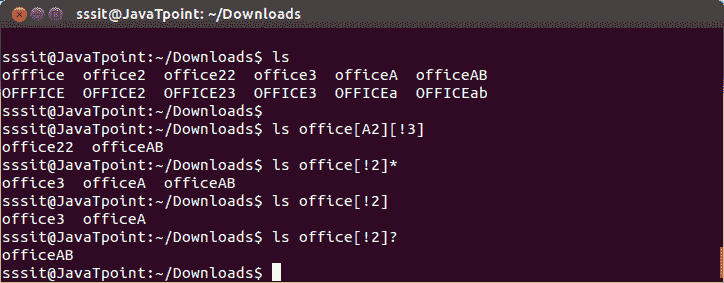 sssit@JavaTpoint: ~/Downloads
sssit@JavaTpoint:~/Downloads$ ls
offfice  office2  office22  office3  officeA  officeAB
OFFFICE  OFFICE2  OFFICE23  OFFICE3  OFFICEa  OFFICEab
sssit@JavaTpoint:~/Downloads$
sssit@JavaTpoint:~/Downloads$ ls office[A2][!3]
office22  officeAB
sssit@JavaTpoint:~/Downloads$ ls office[!2]*
office3  officeA  officeAB
sssit@JavaTpoint:~/Downloads$ ls office[!2]
office3  officeA
sssit@JavaTpoint:~/Downloads$ ls office[!2]?
officeAB
sssit@JavaTpoint:~/Downloads$